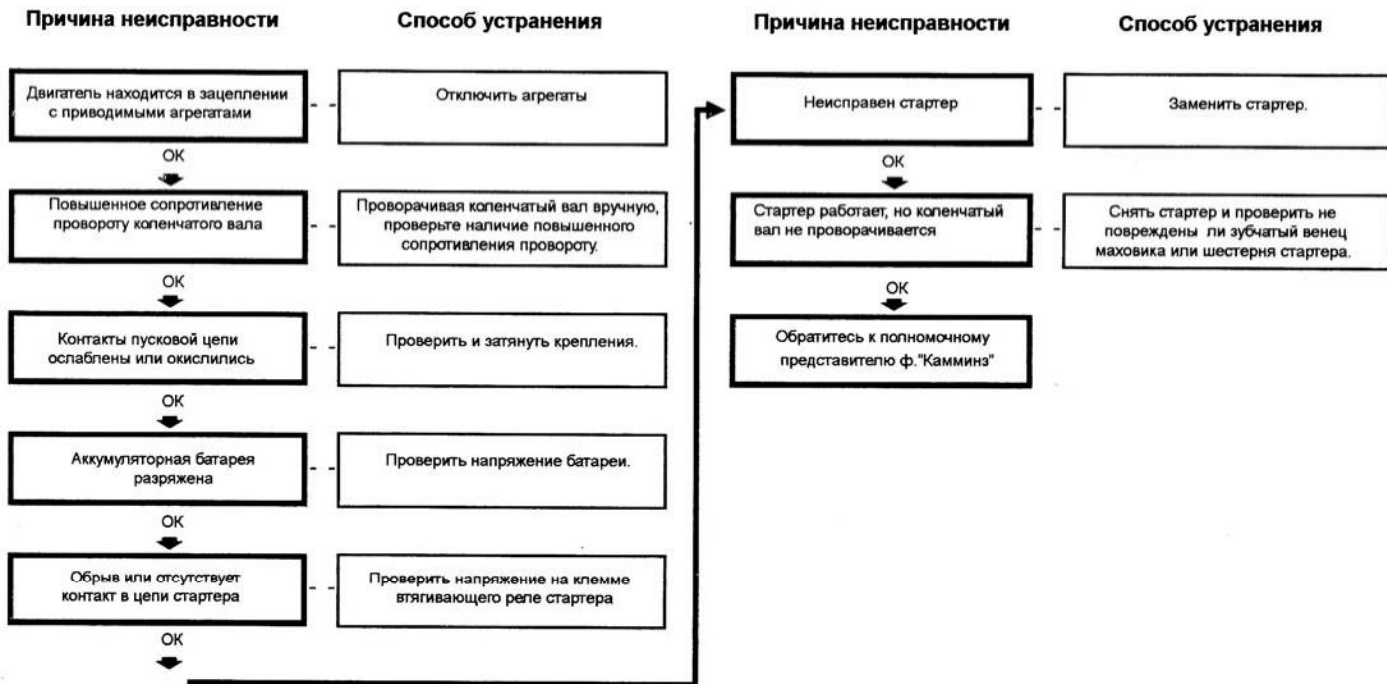 Причина неисправности
Способ устранения
Двигатель находится в зацеплении
с приводимыми агрегатами
Отключить агрегаты
ОК
Повышенное сопротивление
провороту коленчатого вала
Проворачивая коленчатый вал вручную,
проверьте наличие повышенного
сопротивления провороту.
ОК
Контакты пусковой цепи
ослаблены или окислились
Проверить и затянуть крепления.
ОК
Аккумуляторная батарея
разряжена
Проверить напряжение батареи.
ОК
Обрыв или отсутствует
контакт в цепи стартера
Проверить напряжение на клемме
втягивающего реле стартера
ОК
Причина неисправности
Способ устранения
Неисправен стартер
Заменить стартер.
ОК
Стартер работает, но коленчатый
вал не проворачивается
Снять стартер и проверить не
повреждены ли зубчатый венец
маховика или шестерня стартера.
ОК
Обратитесь к полномочному
представителю ф."Камминз"